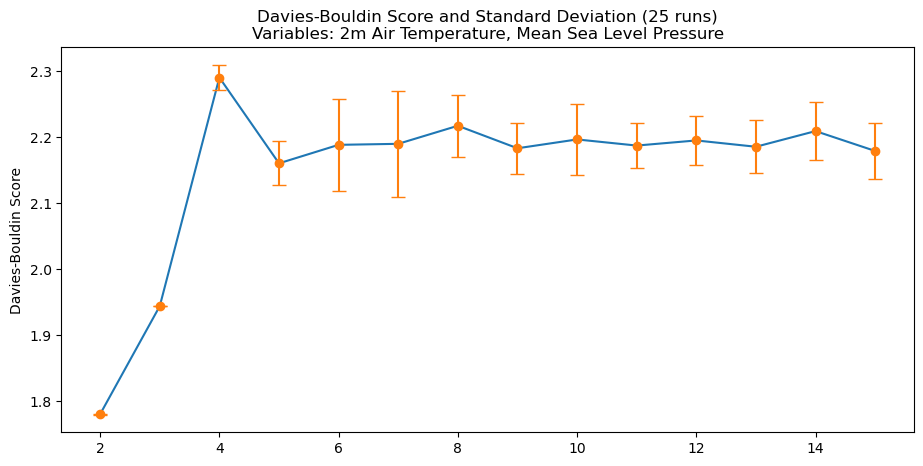 Davies-Bouldin Score and Standard Deviation (25 runs)
Variables: 2m Air Temperature, Mean Sea Level Pressure
Davies-Bouldin Score
2.3
2.2
2.1
2.0
1.9
1.8
2 4 6 8 10 12 14